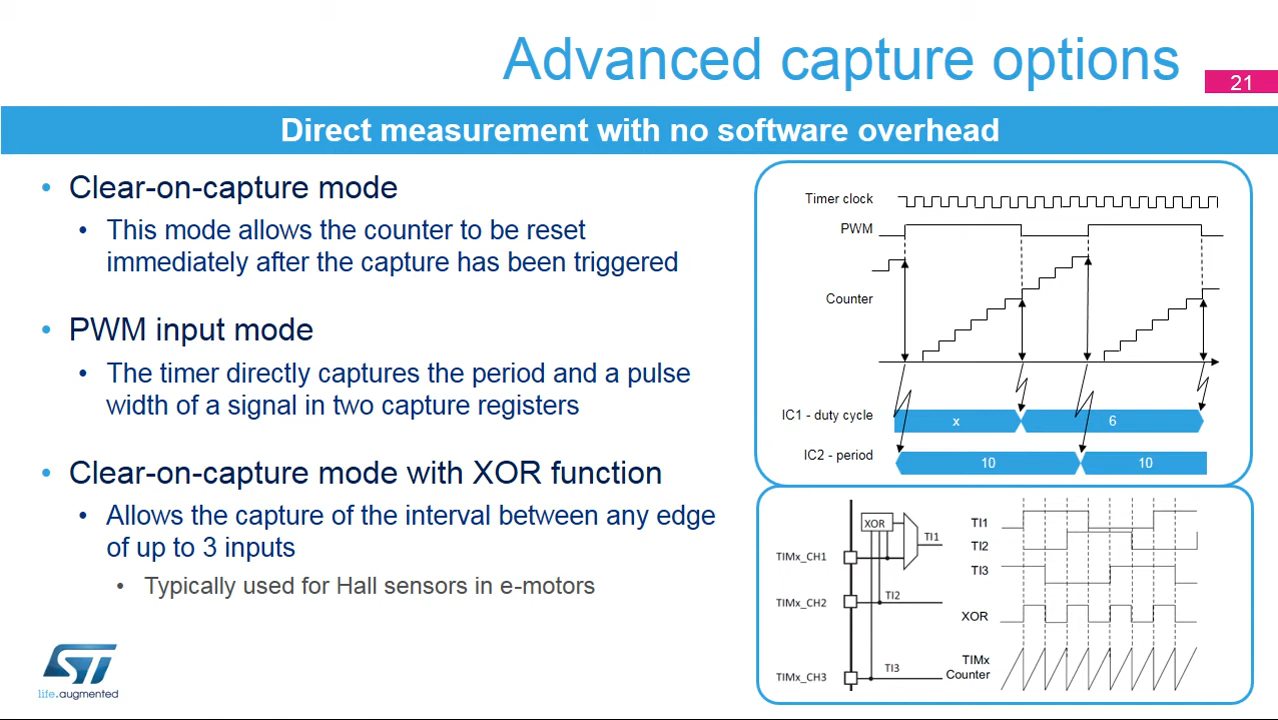 Advanced capture options
21
Direct measurement with no software overhead
• Clear-on-capture mode
• This mode allows the counter to be reset
immediately after the capture has been triggered
• PWM input mode
• The timer directly captures the period and a pulse
width of a signal in two capture registers
• Clear-on-capture mode with XOR function
• Allows the capture of the interval between any edge
of up to 3 inputs
• Typically used for Hall sensors in e-motors
ST
life.augmented
Timer clock
PWM
Counter
IC1 - duty cycle
x
6
IC2 - period
10
10
XOR
TI1
TIMx_CH1
TI2
TIMx_CH2
TI3
TIMx_CH3
TI1
TI2
TI3
XOR
TIMx
Counter